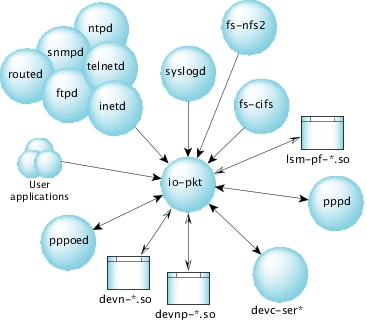 ntpd
fs-nfs2
snmpd
telnetd
routed
syslogd
ftpd
inetd
fs-cifs
lsm-pf-*.so
User
applications
io-pkt
pppd
pppoed
devn-*.so
devnp-*.so
devc-ser*